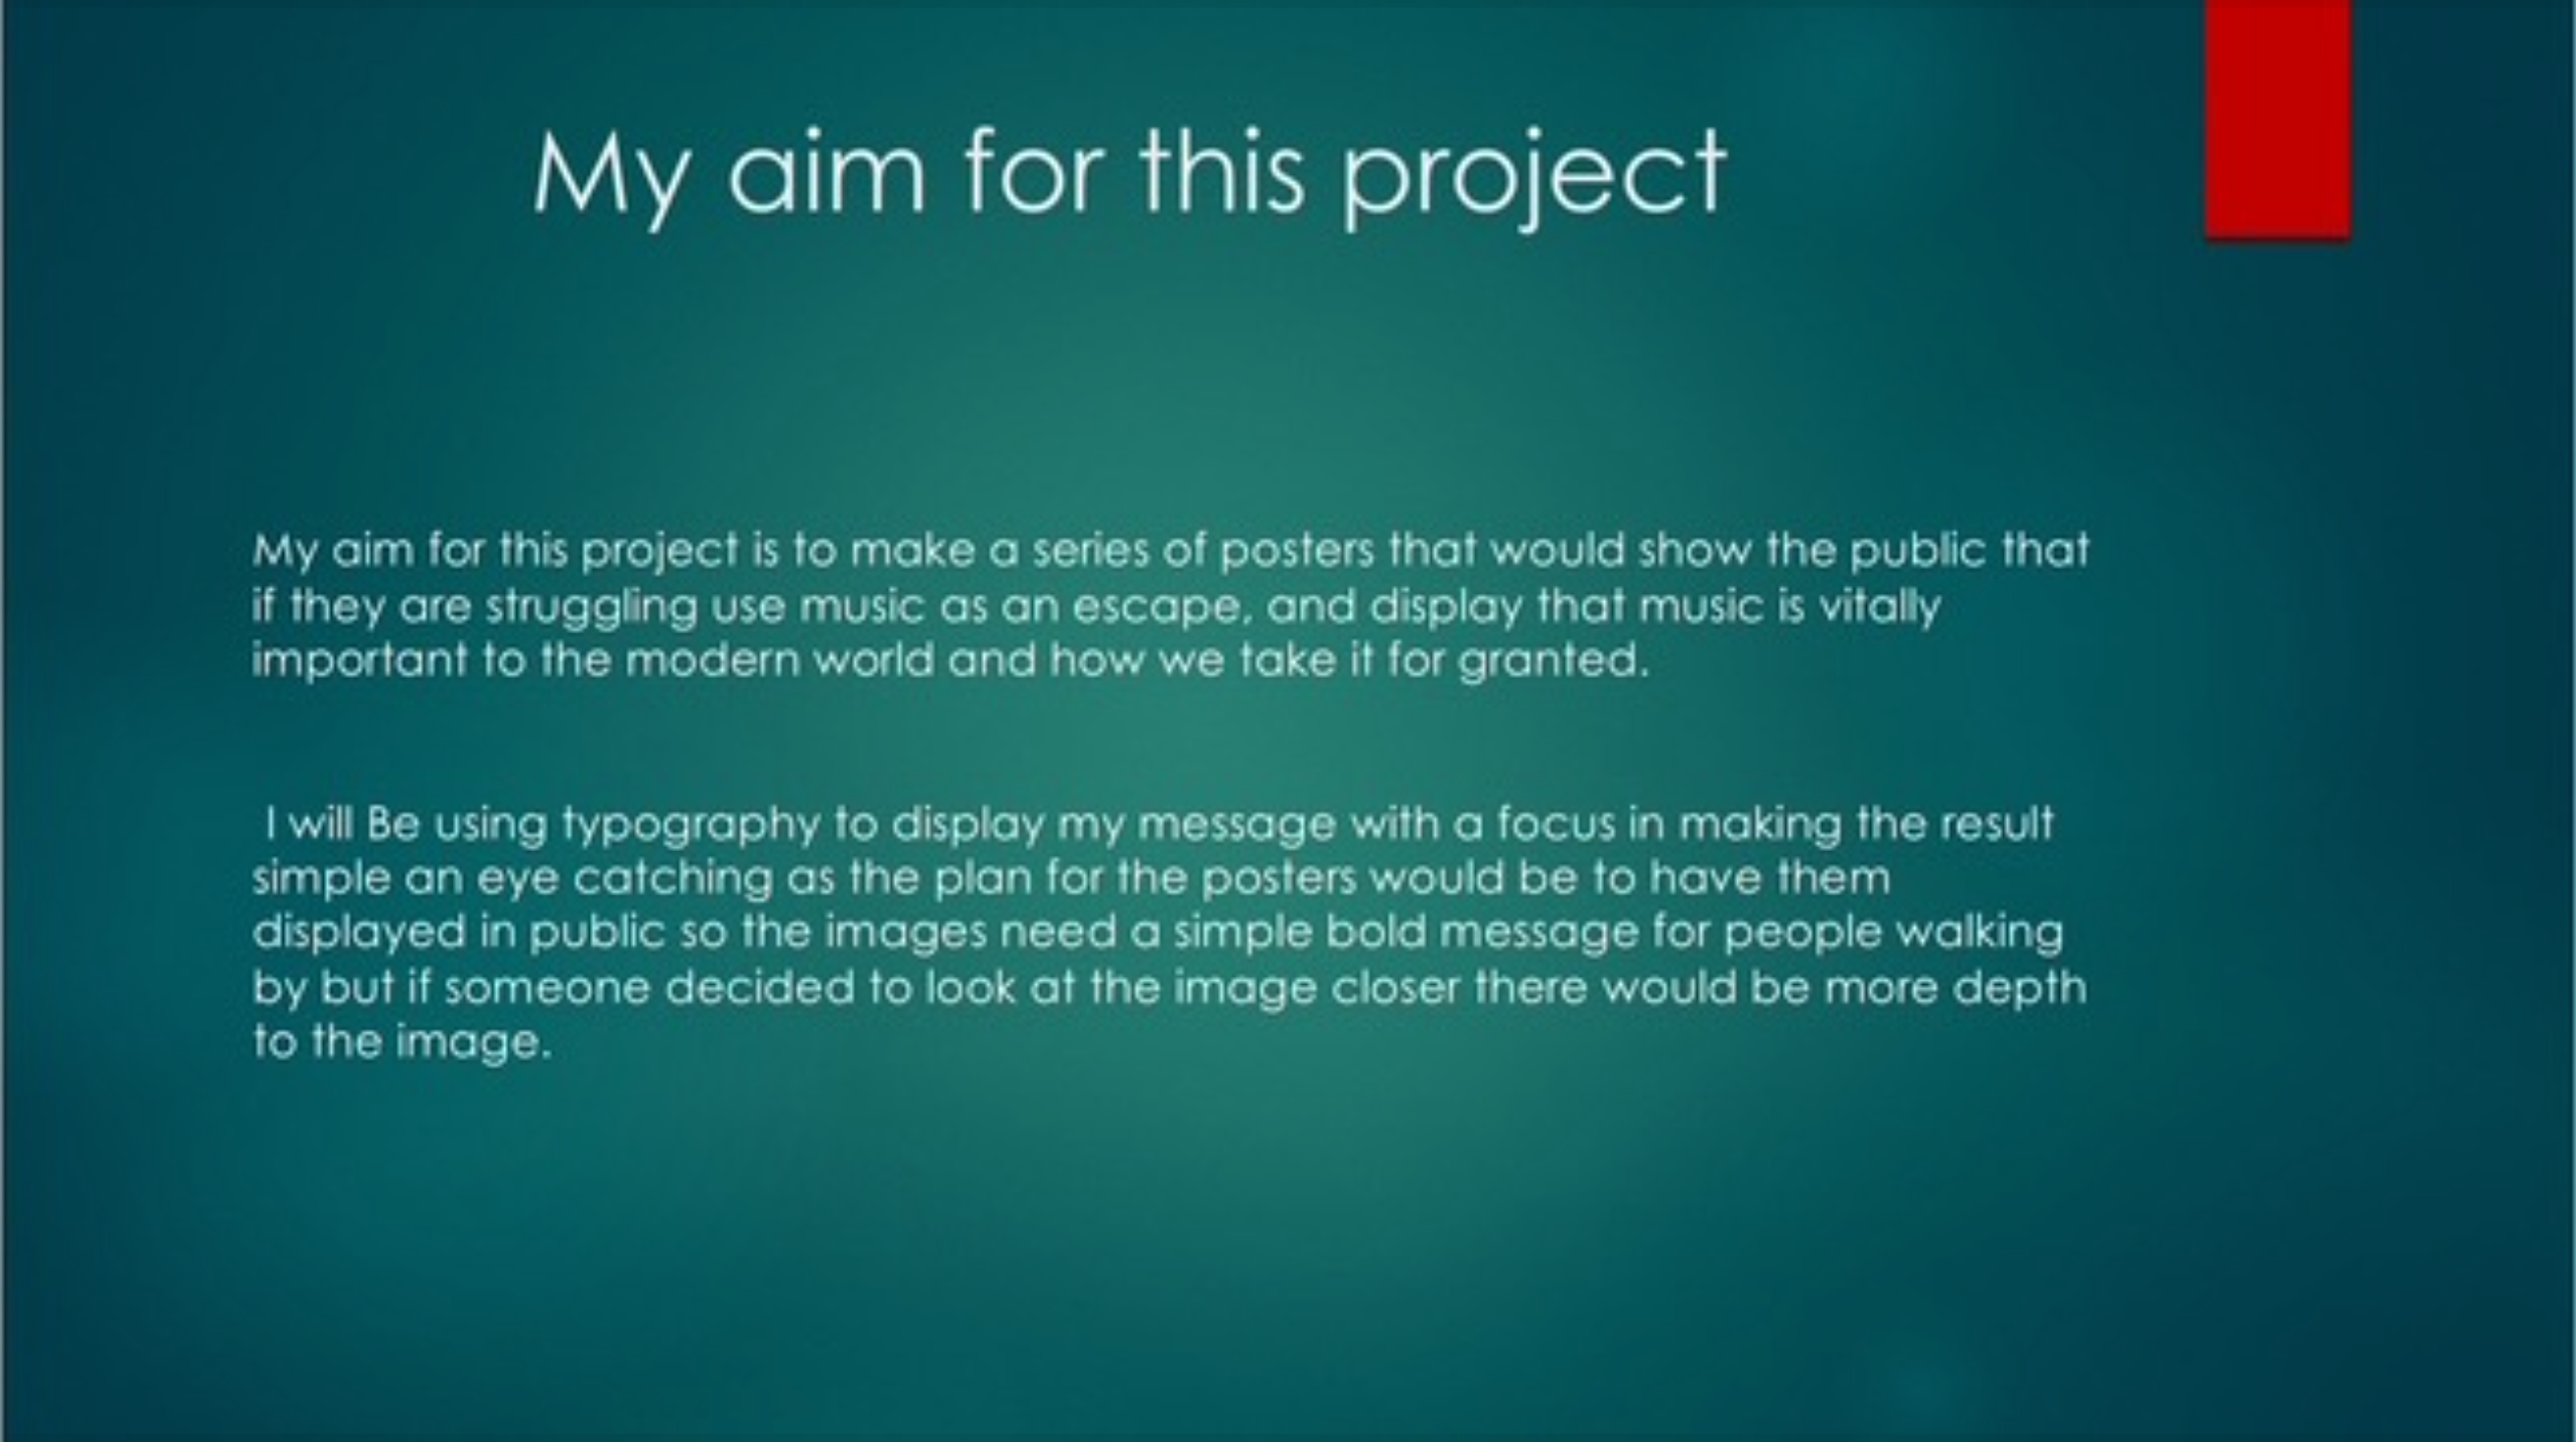 My aim for this project
My aim for this project is to make a series of posters that would show the public that
if they are struggling use music as an escape, and display that music is vitally
important to the modern world and how we take it for granted.
I will Be using typography to display my message with a focus in making the result
simple an eye catching as the plan for the posters would be to have them
displayed in public so the images need a simple bold message for people walking
by but if someone decided to look at the image closer there would be more depth
to the image.